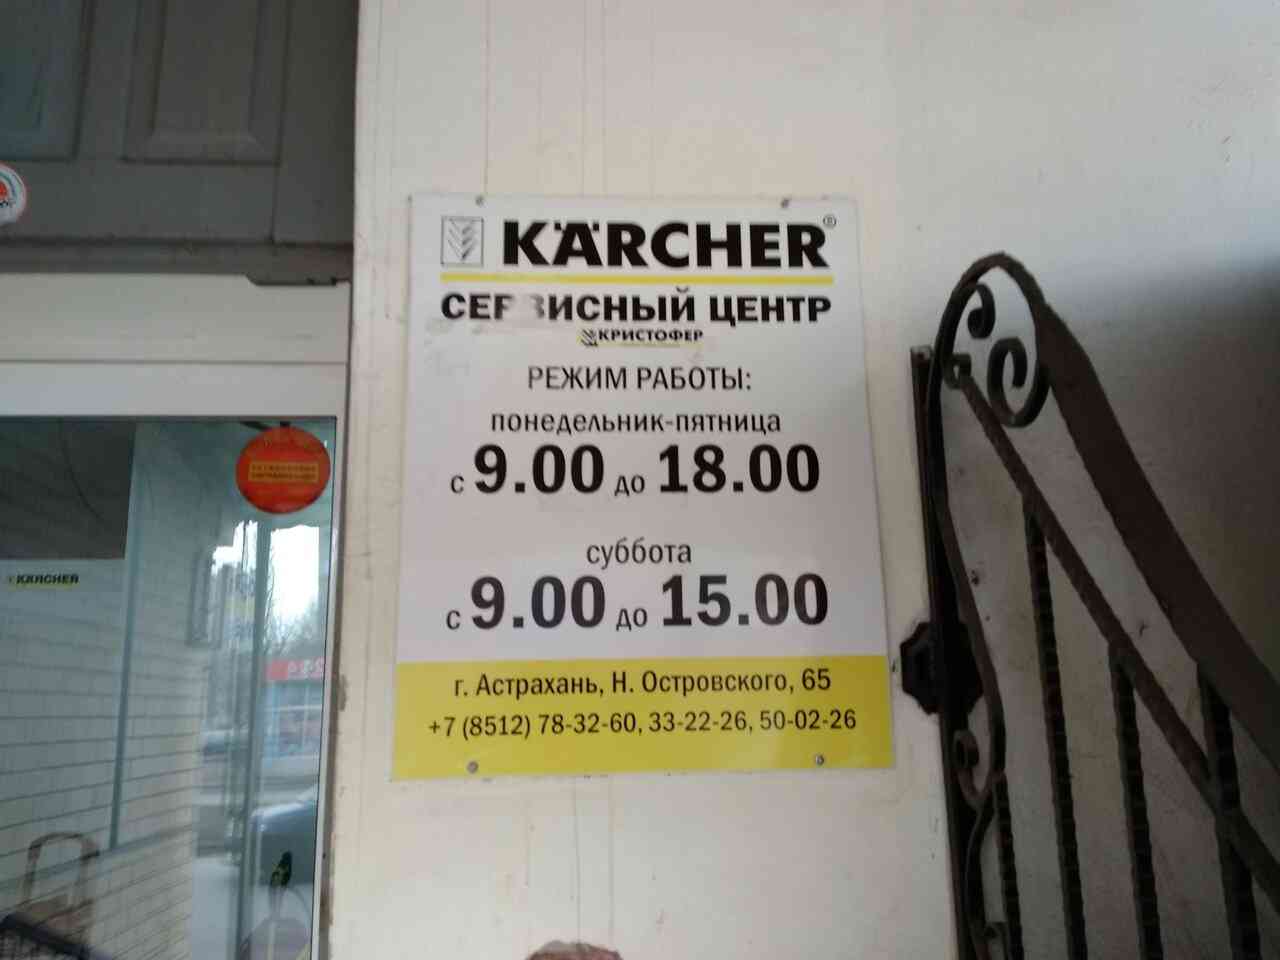 KÄRCHER®
СЕРВИСНЫЙ ЦЕНТР
КРИСТОФЕР
РЕЖИМ РАБОТЫ:
понедельник-пятница
с 9.00 до 18.00
суббота
с 9.00 до 15.00
г. Астрахань, Н. Островского, 65
+7 (8512) 78-32-60, 33-22-26, 50-02-26
KÄRCHER